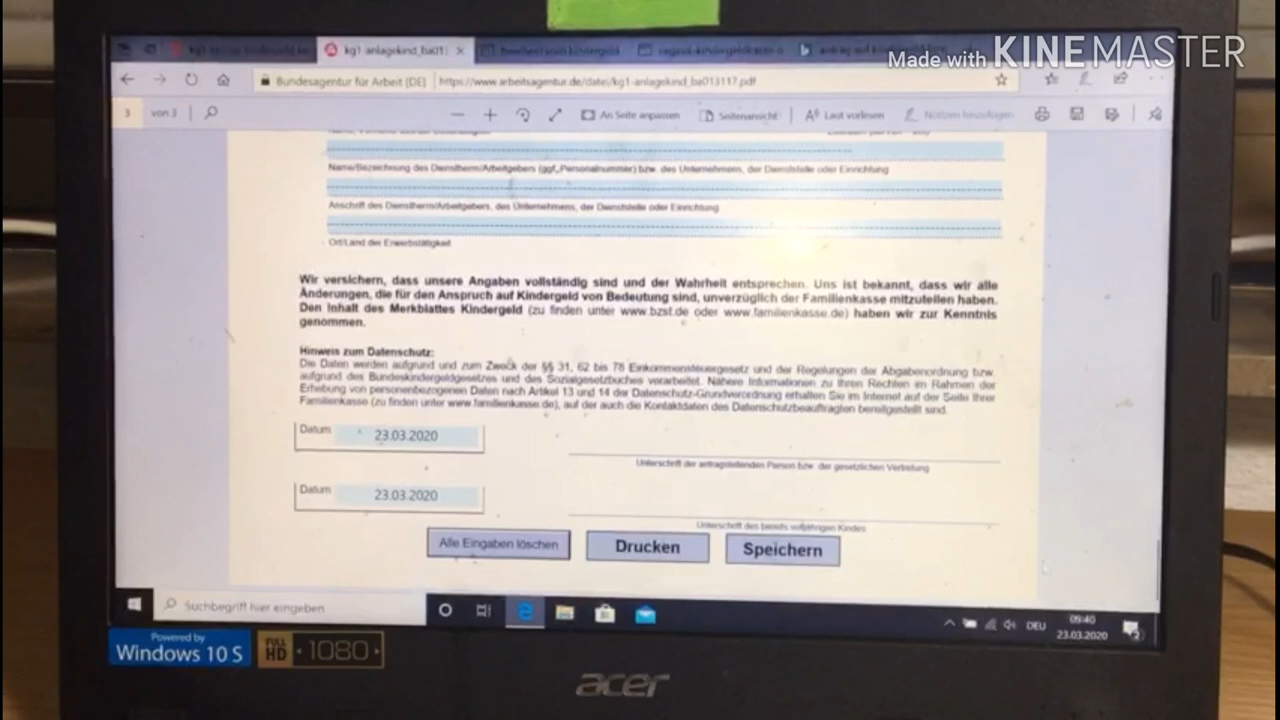 Made with KINEMASTER
kg1-anlagekind_ba01
Bundesagentur für Arbeit [DE] https://www.arbeitsagentur.de/datei/kg1-anlagekind_ba013117.pdf
3 von 3 An Seite anpassen Seitenansicht Laut vorlesen Notizen hinzufügen
Name/Bezeichnung des Dienstherrn/Arbeitgebers (ggf. Personalnummer) bzw. des Unternehmens, der Dienststelle oder Einrichtung
Anschrift des Dienstherrn/Arbeitgebers, des Unternehmens, der Dienststelle oder Einrichtung
Ort/Land der Erwerbstätigkeit
Wir versichern, dass unsere Angaben vollständig sind und der Wahrheit entsprechen. Uns ist bekannt, dass wir alle
Änderungen, die für den Anspruch auf Kindergeld von Bedeutung sind, unverzüglich der Familienkasse mitzuteilen haben.
Den Inhalt des Merkblattes Kindergeld (zu finden unter www.bzst.de oder www.familienkasse.de) haben wir zur Kenntnis
genommen.
Hinweis zum Datenschutz:
Die Daten werden aufgrund und zum Zweck der §§ 31, 62 bis 78 Einkommensteuergesetz und der Regelungen der Abgabenordnung bzw.
aufgrund des Bundeskindergeldgesetzes und des Sozialgesetzbuches verarbeitet. Nähere Informationen zu Ihren Rechten im Rahmen der
Erhebung von personenbezogenen Daten nach Artikel 13 und 14 der Datenschutz-Grundverordnung erhalten Sie im Internet auf der Seite Ihrer
Familienkasse (zu finden unter www.familienkasse.de), auf der auch die Kontaktdaten des Datenschutzbeauftragten bereitgestellt sind.
Datum 23.03.2020
Unterschrift der antragstellenden Person bzw. der gesetzlichen Vertretung
Datum 23.03.2020
Unterschrift des bereits volljährigen Kindes
Alle Eingaben löschen Drucken Speichern
Suchbegriff hier eingeben
DEU 09:40
23.03.2020
Powered by
Windows 10 S
FULL HD 1080
acer